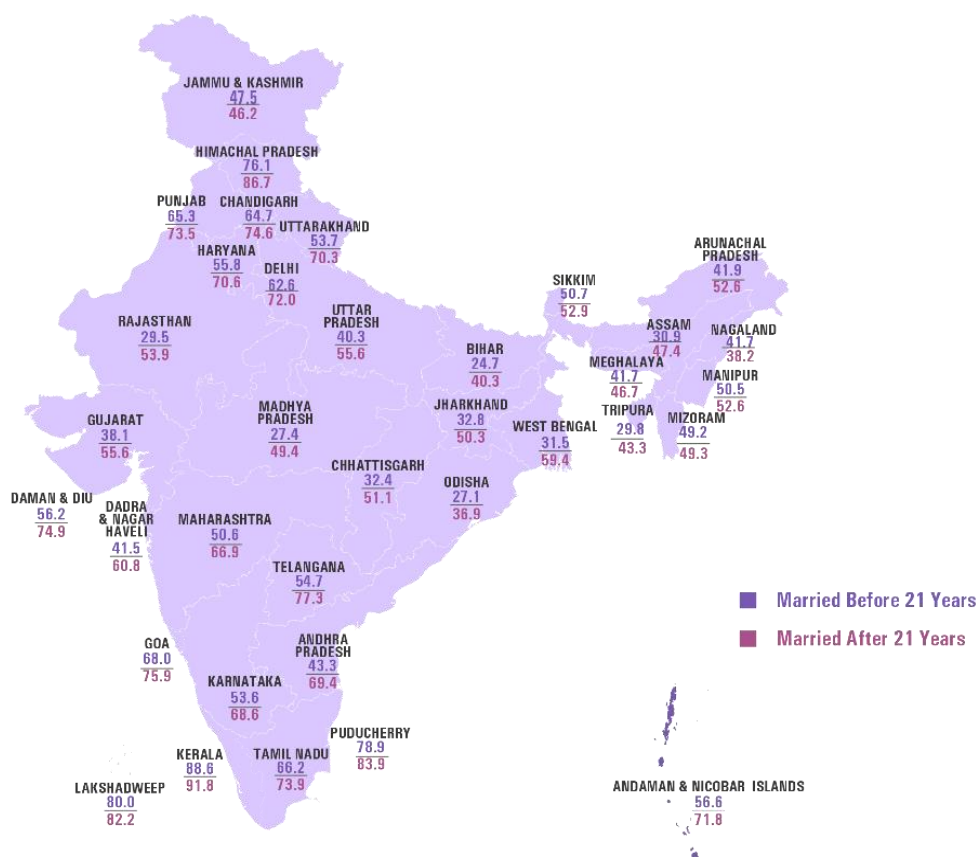 JAMMU & KASHMIR
47.5
46.2
HIMACHAL PRADESH
76.1
86.7
PUNJAB
65.3
73.5
CHANDIGARH
64.7
74.6
UTTARAKHAND
53.7
70.3
HARYANA
55.8
70.6
DELHI
62.6
72.0
ARUNACHAL
PRADESH
41.9
52.6
SIKKIM
50.7
52.9
RAJASTHAN
29.5
53.9
UTTAR
PRADESH
40.3
55.6
BIHAR
24.7
40.3
ASSAM
30.9
47.4
NAGALAND
41.7
38.2
MEGHALAYA
41.7
46.7
MANIPUR
50.5
52.6
GUJARAT
38.1
55.6
MADHYA
PRADESH
27.4
49.4
JHARKHAND
32.8
50.3
WEST BENGAL
31.5
59.4
TRIPURA
29.8
43.3
MIZORAM
49.2
49.3
CHHATTISGARH
32.4
51.1
ODISHA
27.1
36.9
DAMAN & DIU
56.2
74.9
DADRA
& NAGAR
HAVELI
41.5
60.8
MAHARASHTRA
50.6
66.9
TELANGANA
54.7
77.3
Married Before 21 Years
Married After 21 Years
GOA
68.0
75.9
ANDHRA
PRADESH
43.3
69.4
KARNATAKA
53.6
68.6
PUDUCHERRY
78.9
83.9
KERALA
88.6
91.8
TAMIL NADU
66.2
73.9
LAKSHADWEEP
80.0
82.2
ANDAMAN & NICOBAR ISLANDS
56.6
71.8